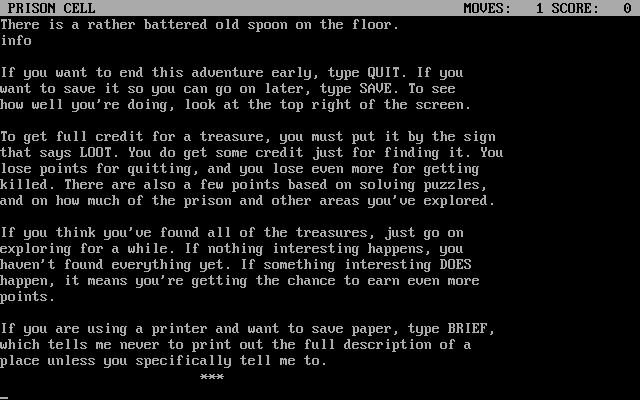 PRISON CELL MOVES: 1 SCORE: 0
There is a rather battered old spoon on the floor.
info
If you want to end this adventure early, type QUIT. If you
want to save it so you can go on later, type SAVE. To see
how well you're doing, look at the top right of the screen.
To get full credit for a treasure, you must put it by the sign
that says LOOT. You do get some credit just for finding it. You
lose points for quitting, and you lose even more for getting
killed. There are also a few points based on solving puzzles,
and on how much of the prison and other areas you've explored.
If you think you've found all of the treasures, just go on
exploring for a while. If nothing interesting happens, you
haven't found everything yet. If something interesting DOES
happen, it means you're getting the chance to earn even more
points.
If you are using a printer and want to save paper, type BRIEF,
which tells me never to print out the full description of a
place unless you specifically tell me to.
***